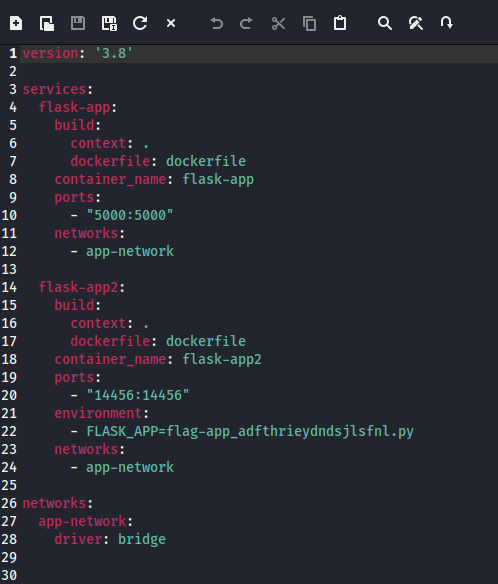 1 version: '3.8'
2
3 services:
4   flask-app:
5     build:
6       context: .
7       dockerfile: dockerfile
8     container_name: flask-app
9     ports:
10       - "5000:5000"
11     networks:
12       - app-network
13
14   flask-app2:
15     build:
16       context: .
17       dockerfile: dockerfile
18     container_name: flask-app2
19     ports:
20       - "14456:14456"
21     environment:
22       - FLASK_APP=flag-app_adfthrieydndsjlsfnl.py
23     networks:
24       - app-network
25
26 networks:
27   app-network:
28     driver: bridge
29
30